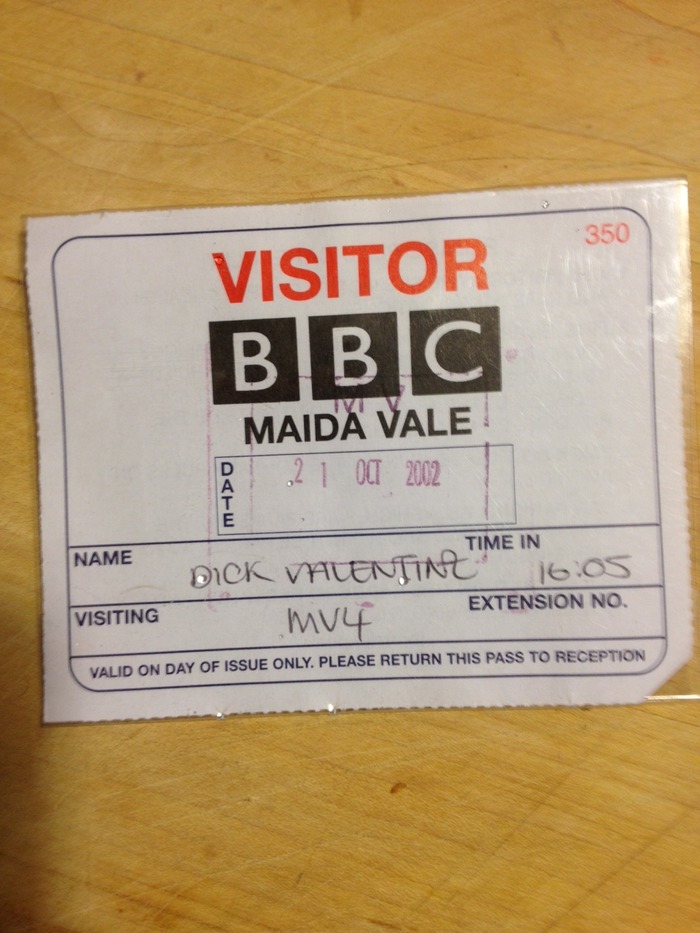 350
VISITOR
BBC
MV
MAIDA VALE
DATE 21 OCT 2002
NAME DICK VALENTINE TIME IN 16:05
VISITING MV4 EXTENSION NO.
VALID ON DAY OF ISSUE ONLY. PLEASE RETURN THIS PASS TO RECEPTION